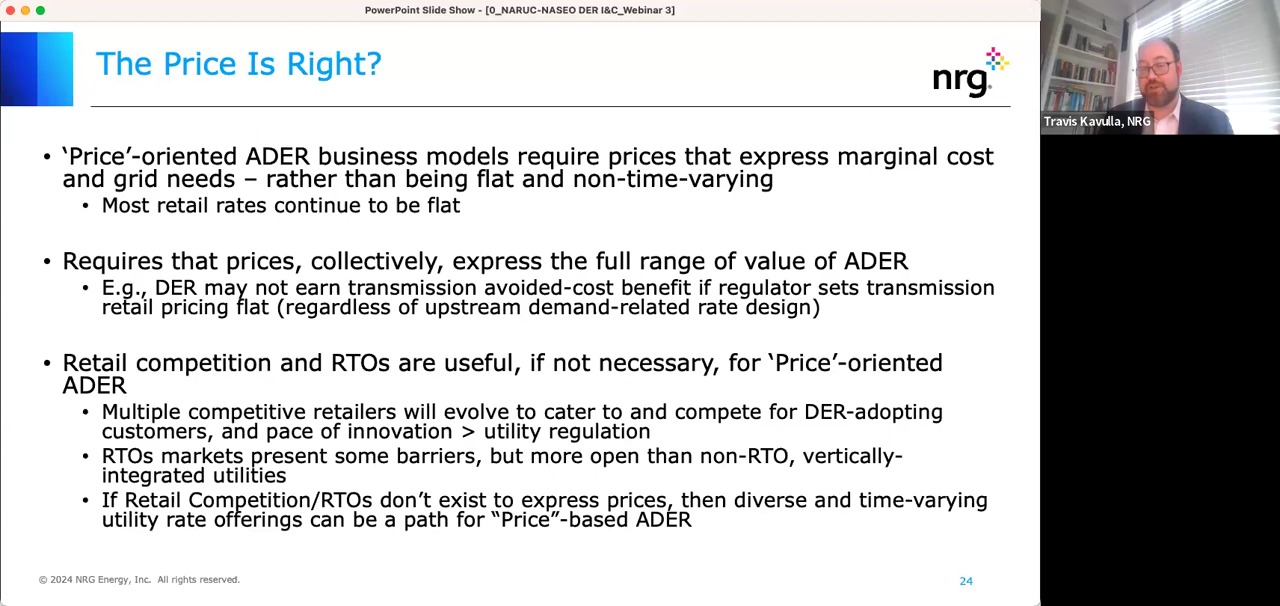 PowerPoint Slide Show - [0_NARUC-NASEO DER I&C_Webinar 3]
The Price Is Right?
nrg
Travis Kavulla, NRG
• ‘Price’-oriented ADER business models require prices that express marginal cost
and grid needs – rather than being flat and non-time-varying
• Most retail rates continue to be flat
• Requires that prices, collectively, express the full range of value of ADER
• E.g., DER may not earn transmission avoided-cost benefit if regulator sets transmission
retail pricing flat (regardless of upstream demand-related rate design)
• Retail competition and RTOs are useful, if not necessary, for ‘Price’-oriented
ADER
• Multiple competitive retailers will evolve to cater to and compete for DER-adopting
customers, and pace of innovation > utility regulation
• RTOs markets present some barriers, but more open than non-RTO, vertically-
integrated utilities
• If Retail Competition/RTOs don’t exist to express prices, then diverse and time-varying
utility rate offerings can be a path for “Price”-based ADER
© 2024 NRG Energy, Inc. All rights reserved.
24